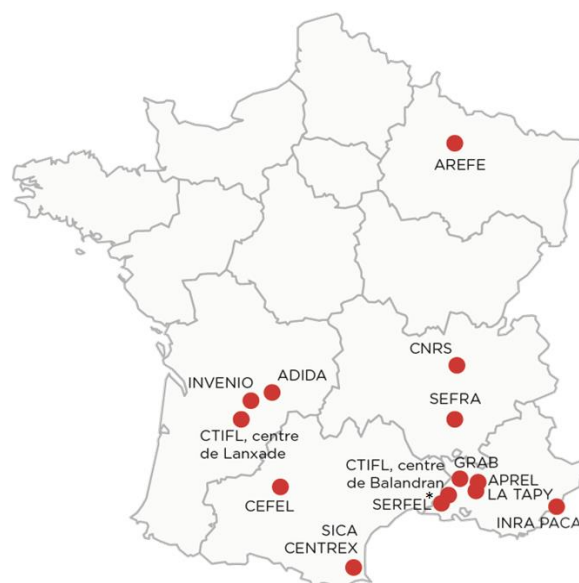 AREFE
CNRS
INVENIO
ADIDA
SEFRA
CTIFL, centre
de Lanxade
GRAB
CTIFL, centre
de Balandran
APREL
LA TAPY
CEFEL
*
SERFEL
INRA PACA
SICA
CENTREX